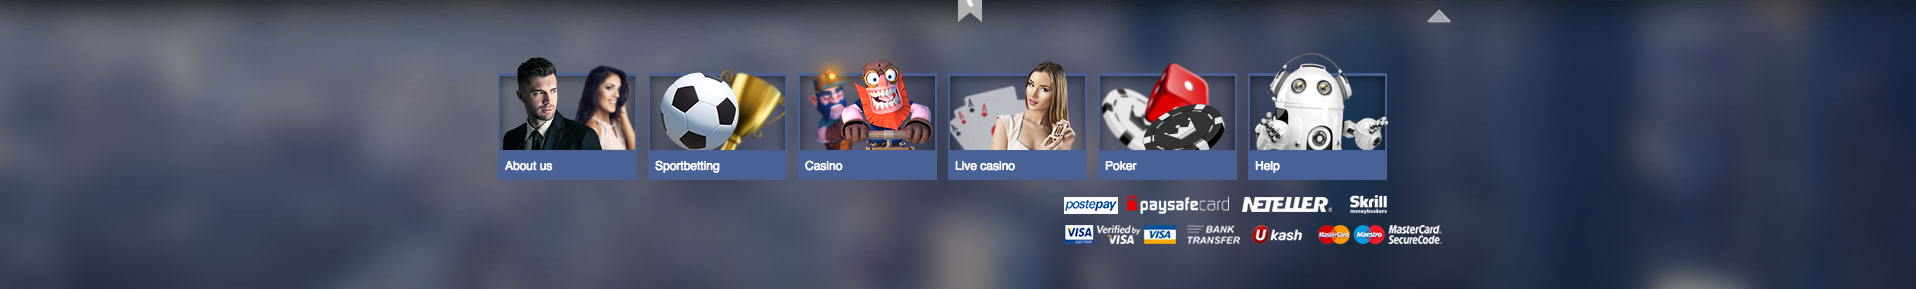 About us
Sportbetting
Casino
Live casino
Poker
Help
postepay paysafecard NETELLER® Skrill
moneybookers
VISA ELECTRON Verified by VISA VISA BANK TRANSFER Ukash MasterCard Maestro MasterCard. SecureCode.